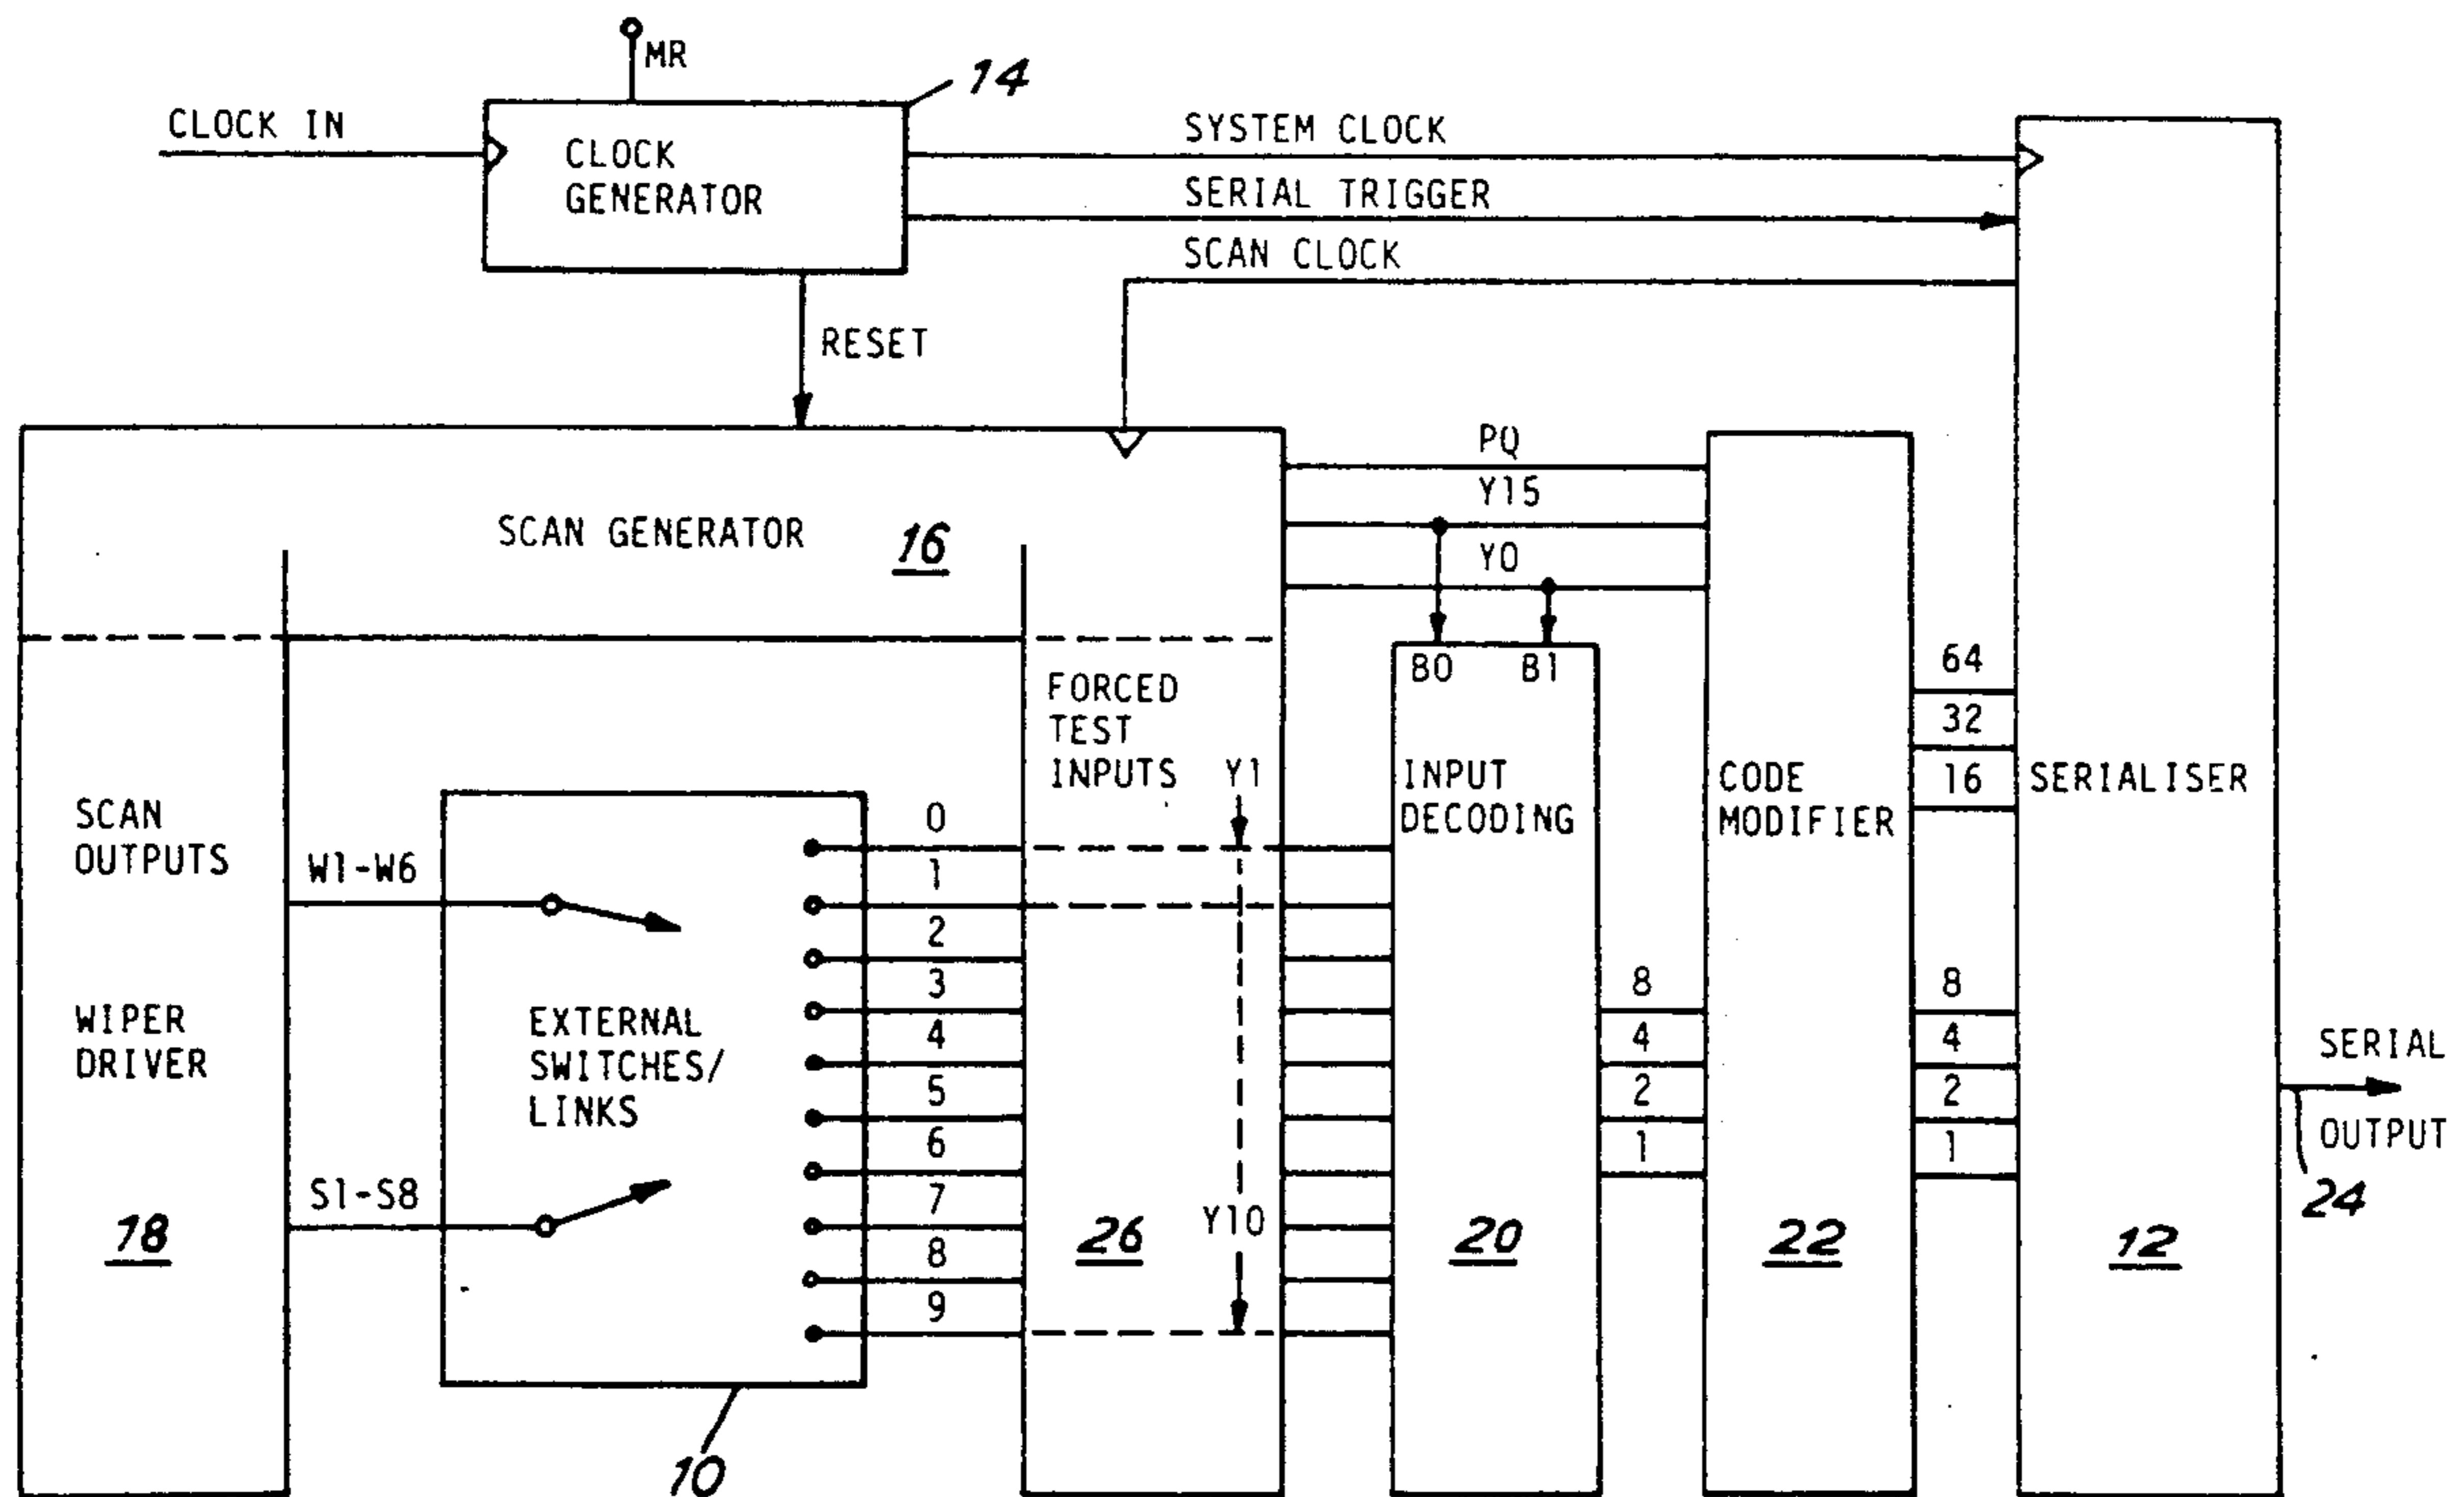 MR
14
CLOCK IN
CLOCK
GENERATOR
SYSTEM CLOCK
SERIAL TRIGGER
SCAN CLOCK
RESET
SCAN GENERATOR
16
PQ
Y15
Y0
B0 B1
FORCED
TEST
INPUTS
Y1
Y10
26
SCAN
OUTPUTS
WIPER
DRIVER
18
W1-W6
S1-S8
EXTERNAL
SWITCHES/
LINKS
10
0
1
2
3
4
5
6
7
8
9
INPUT
DECODING
20
8
4
2
1
CODE
MODIFIER
22
64
32
16
8
4
2
1
SERIALISER
12
SERIAL
OUTPUT
24